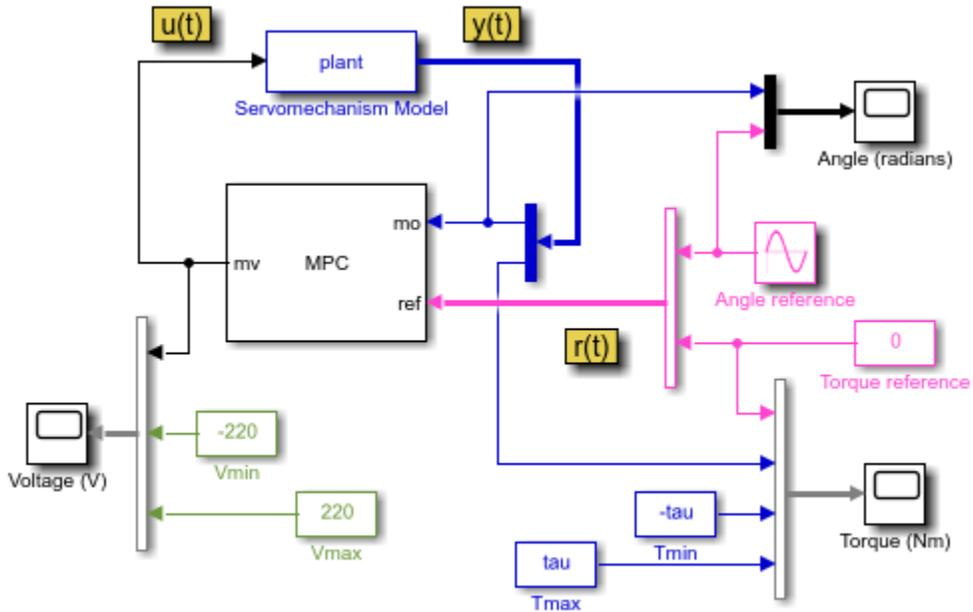 u(t)
y(t)
plant
Servomechanism Model
Angle (radians)
mo
mv
MPC
ref
Angle reference
r(t)
0
Torque reference
-220
Vmin
Voltage (V)
220
Vmax
-tau
Tmin
Torque (Nm)
tau
Tmax